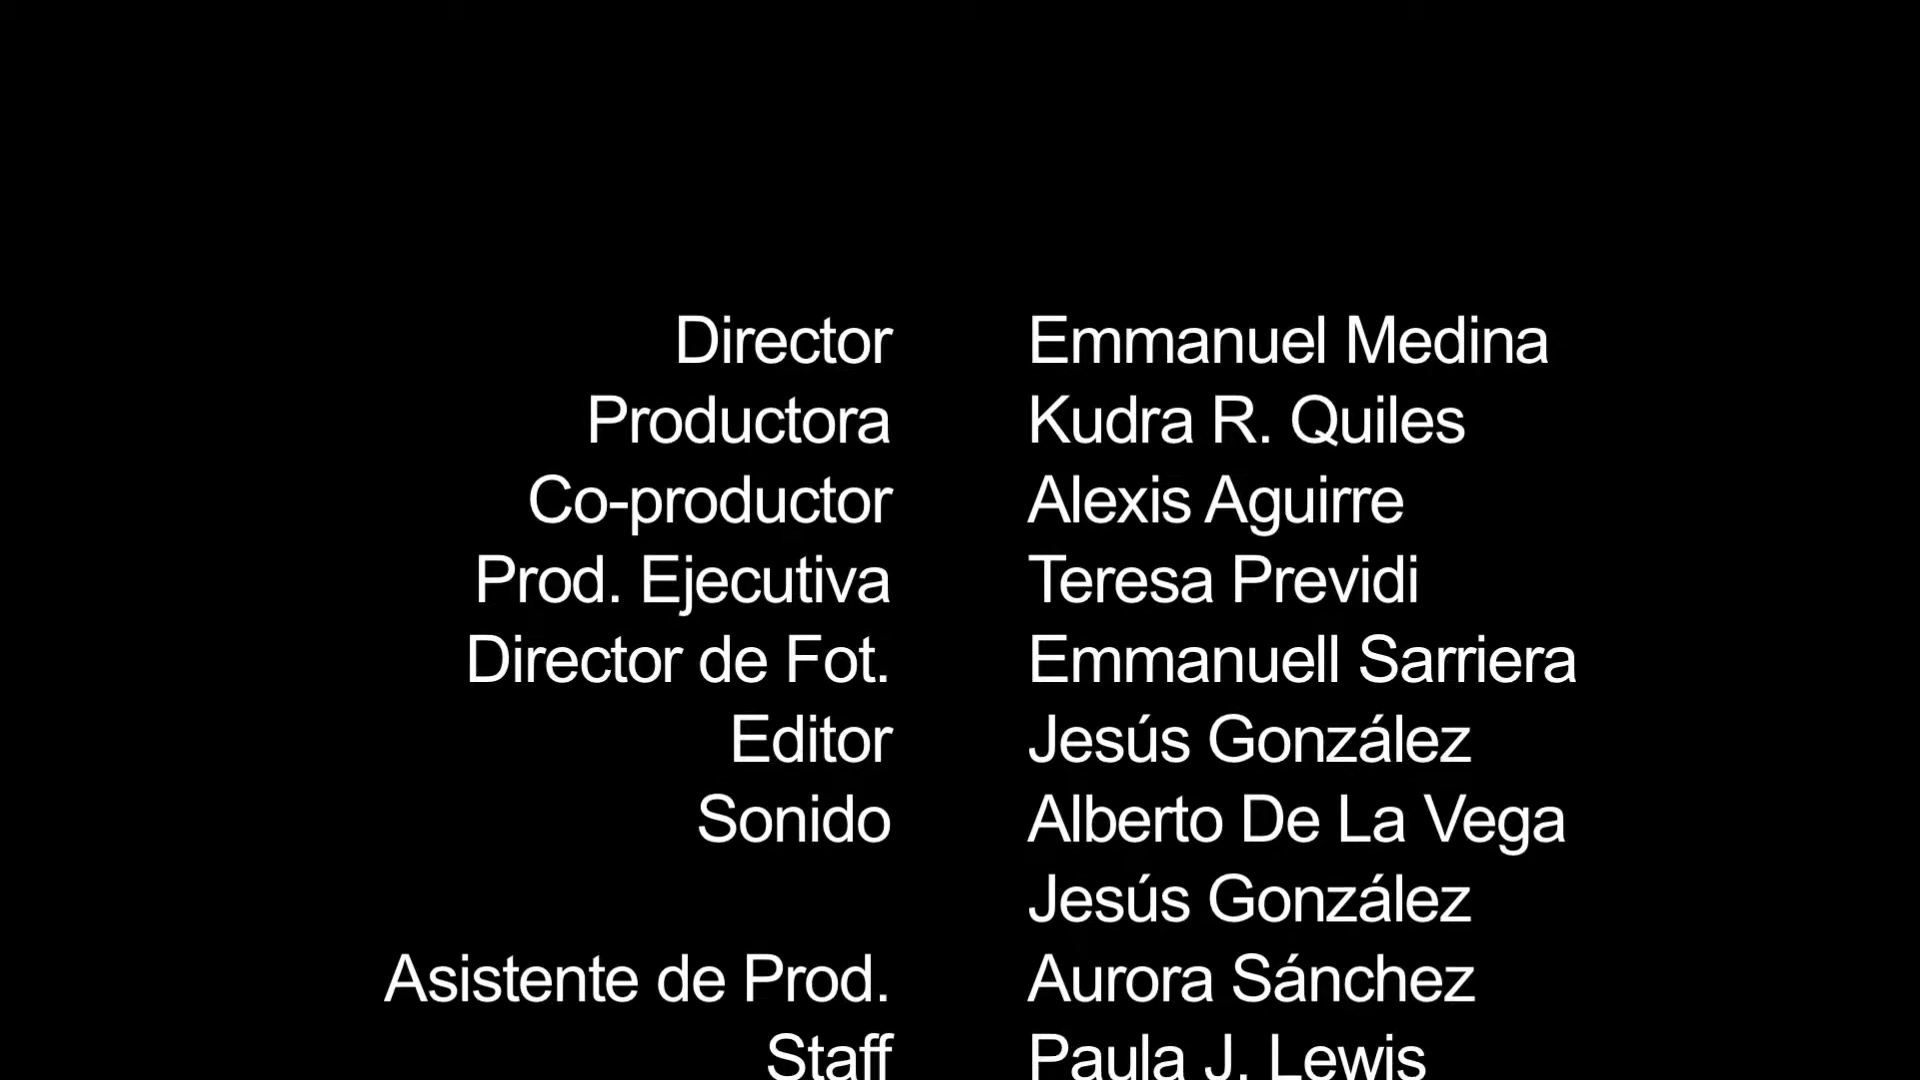 Director Emmanuel Medina
Productora Kudra R. Quiles
Co-productor Alexis Aguirre
Prod. Ejecutiva Teresa Previdi
Director de Fot. Emmanuell Sarriera
Editor Jesús González
Sonido Alberto De La Vega
Jesús González
Asistente de Prod. Aurora Sánchez
Staff Paula J. Lewis